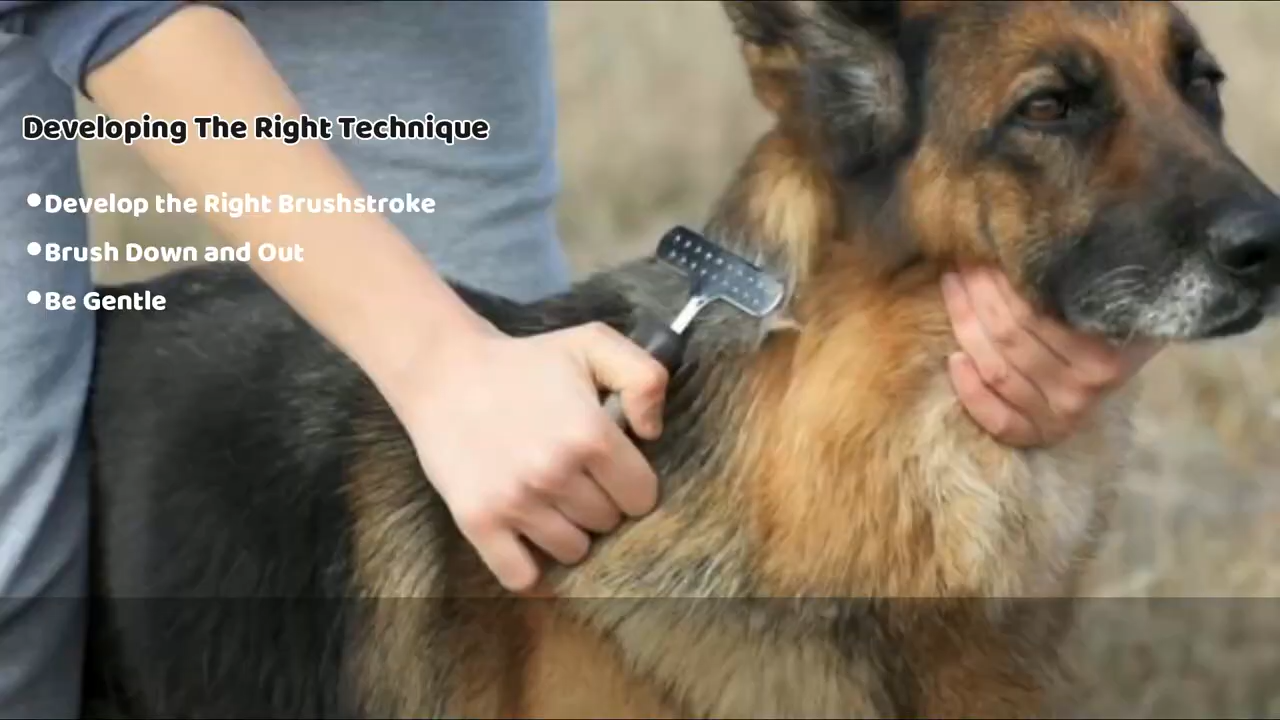 Developing The Right Technique
•Develop the Right Brushstroke
•Brush Down and Out
•Be Gentle